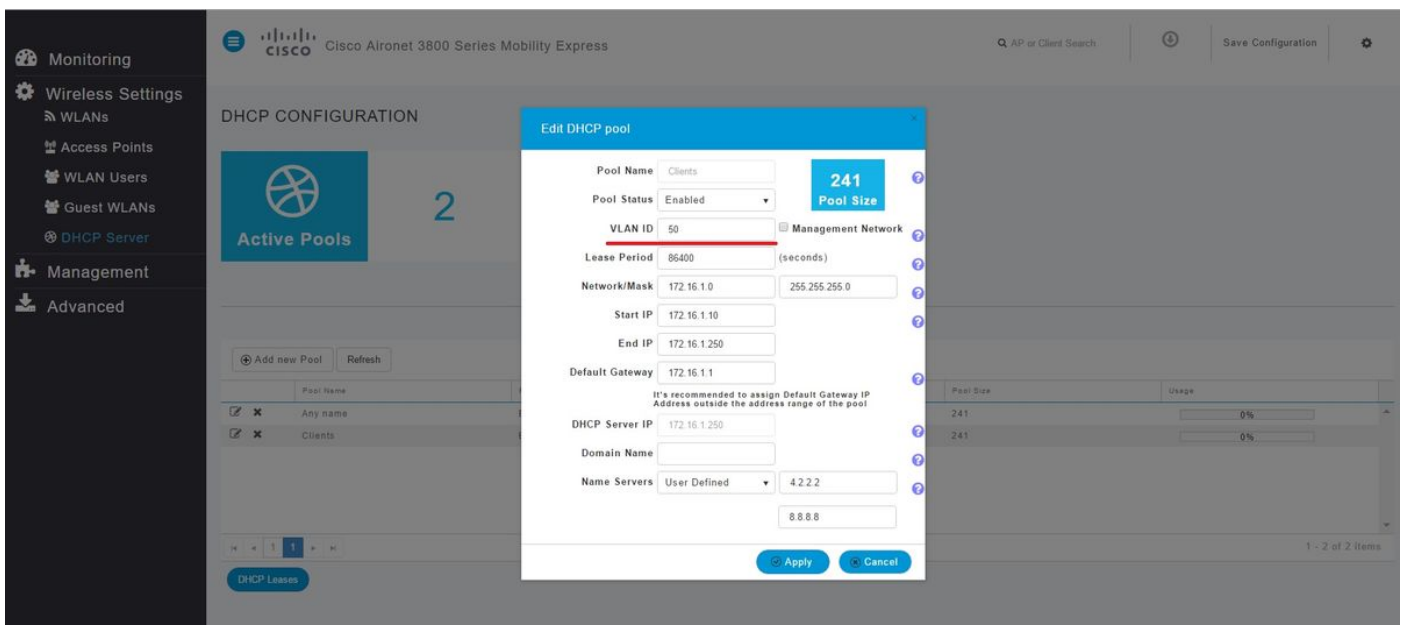 Monitoring
Wireless Settings
WLANs
Access Points
WLAN Users
Guest WLANs
DHCP Server
Management
Advanced
CISCO Cisco Aironet 3800 Series Mobility Express
AP or Client Search
Save Configuration
DHCP CONFIGURATION
Active Pools
2
Edit DHCP pool
Pool Name Clients
241
Pool Size
Pool Status Enabled
VLAN ID 50 Management Network
Lease Period 86400 (seconds)
Network/Mask 172.16.1.0 255.255.255.0
Start IP 172.16.1.10
End IP 172.16.1.250
Default Gateway 172.16.1.1
It's recommended to assign Default Gateway IP
Address outside the address range of the pool
DHCP Server IP 172.16.1.250
Domain Name
Name Servers User Defined 4.2.2.2
8.8.8.8
Apply Cancel
Add new Pool Refresh
Pool Name Pool Size Usage
Any name 241 0%
Clients 241 0%
1 1
1 - 2 of 2 items
DHCP Leases